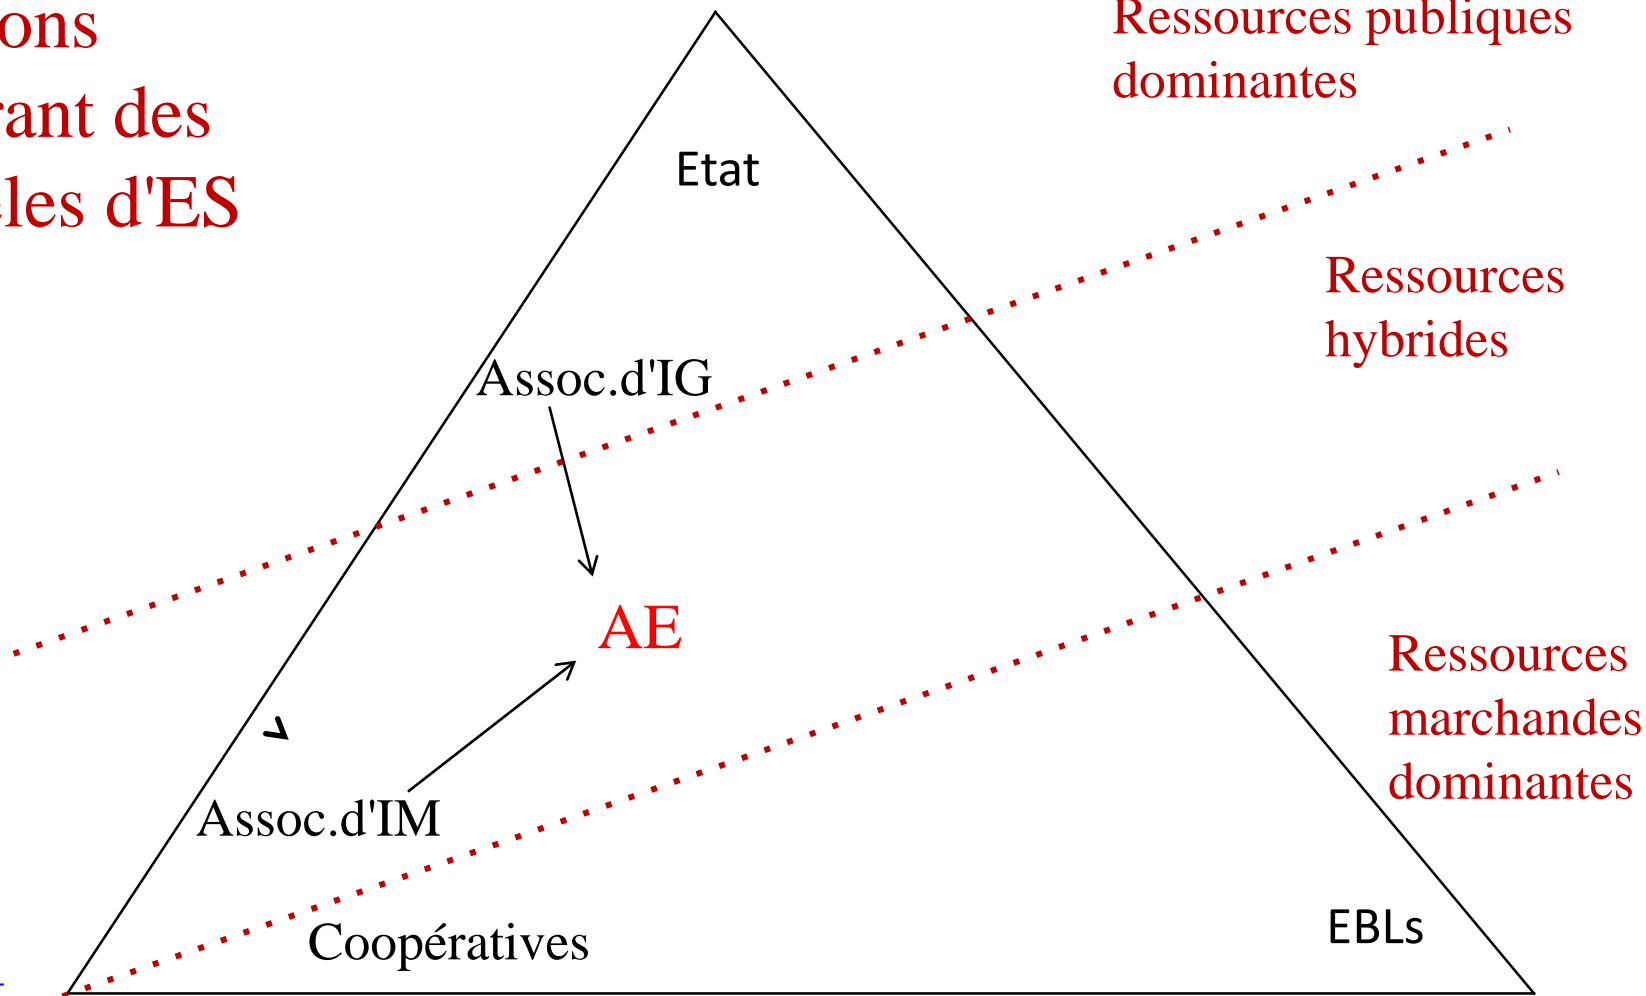 ons
rant des
les d'ES
Ressources publiques
dominantes
Etat
Ressources
hybrides
Assoc.d'IG
AE
Ressources
marchandes
dominantes
Assoc.d'IM
Coopératives
EBLs